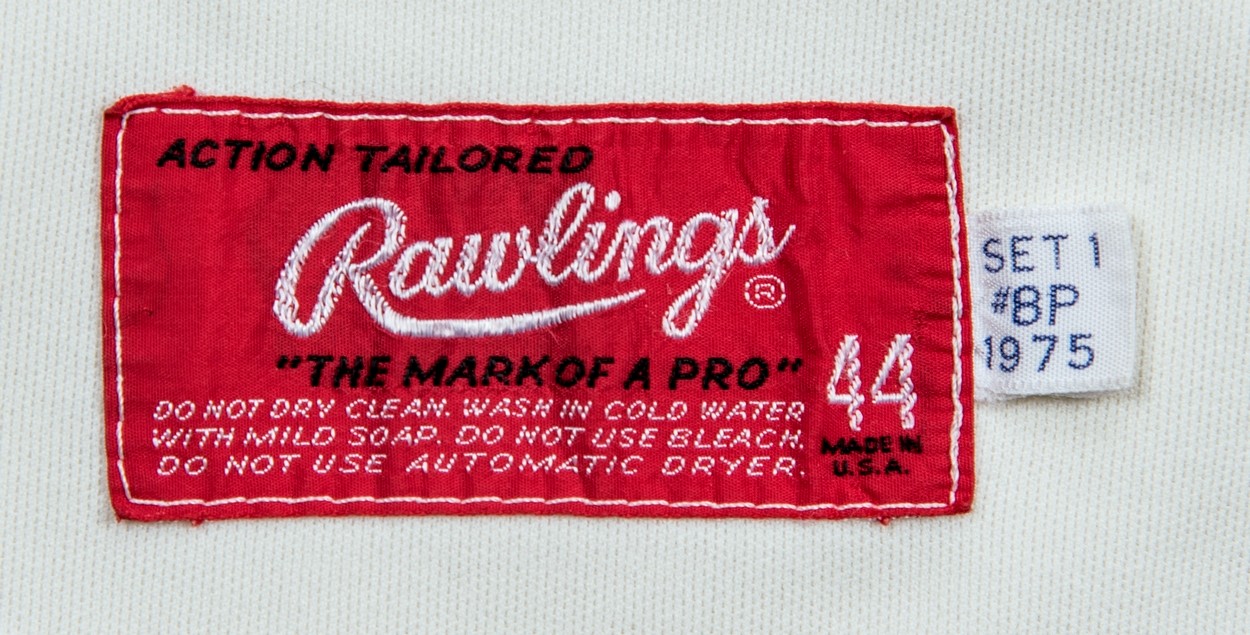 ACTION TAILORED
Rawlings ®
"THE MARK OF A PRO"
DO NOT DRY CLEAN. WASH IN COLD WATER
WITH MILD SOAP. DO NOT USE BLEACH.
DO NOT USE AUTOMATIC DRYER.
44
MADE IN
U.S.A.
SET 1
#BP
1975